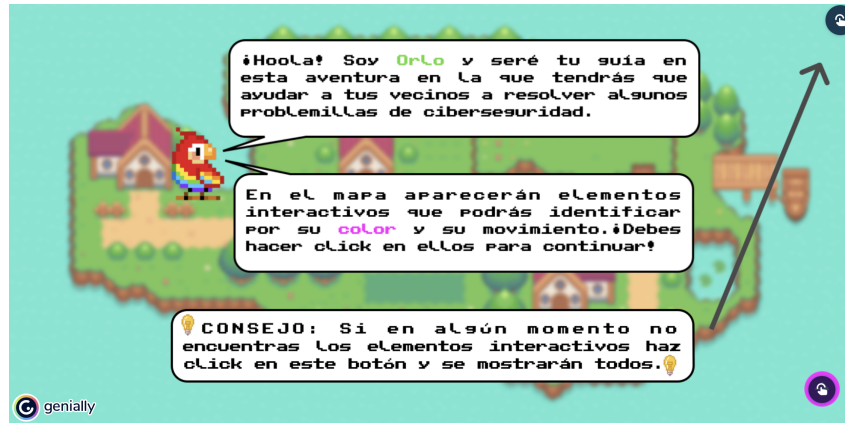 ¡Hoola! Soy Orlo y seré tu guía en
esta aventura en la que tendrás que
ayudar a tus vecinos a resolver algunos
problemillas de ciberseguridad.
En el mapa aparecerán elementos
interactivos que podrás identificar
por su color y su movimiento.¡Debes
hacer click en ellos para continuar!
CONSEJO: Si en algún momento no
encuentras los elementos interactivos haz
click en este botón y se mostrarán todos.
genially